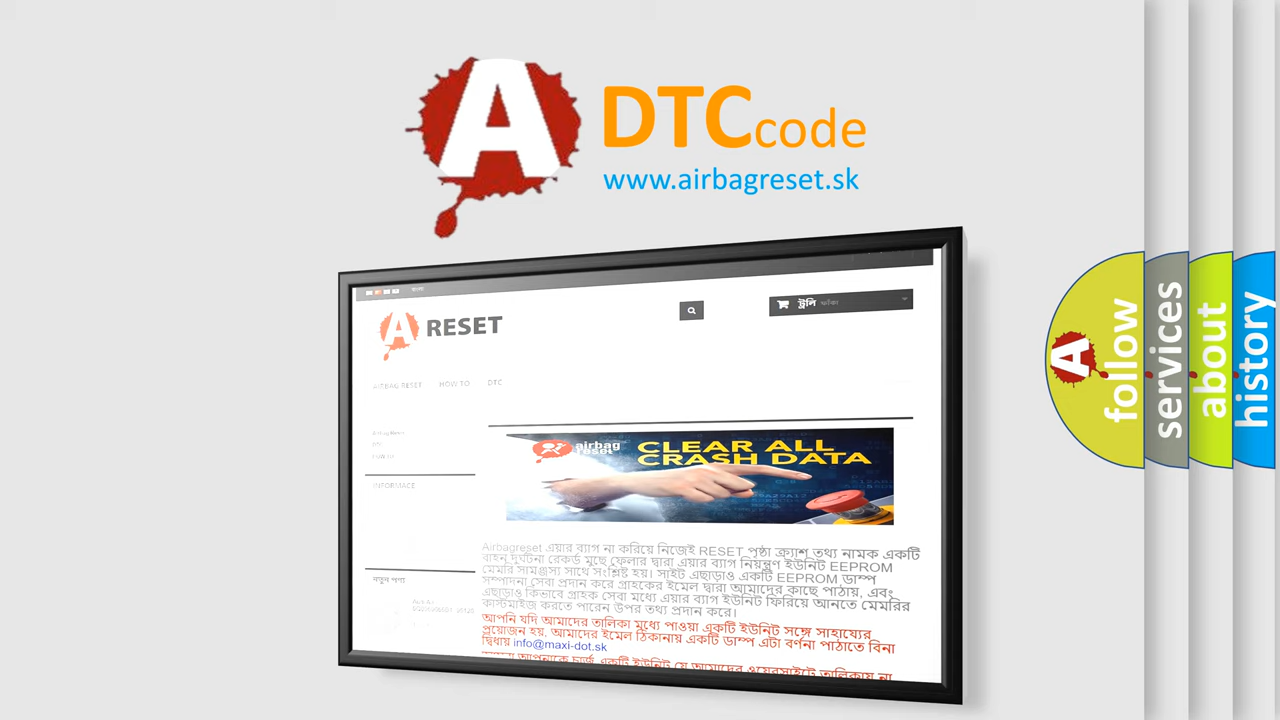 A DTCcode
www.airbagreset.sk
বাংলা
ট্রলি
A RESET
AIRBAG RESET HOW TO DTC
airbag
reset
CLEAR ALL
CRASH DATA
INFORMACE
Airbagreset এয়ার ব্যাগ না করিয়ে নিজেই RESET পৃষ্ঠা ক্র্যাশ তথ্য নামক একটি
বাহন দুর্ঘটনা রেকর্ড মুছে ফেলার দ্বারা এয়ার ব্যাগ নিয়ন্ত্রণ ইউনিট EEPROM
মেমরি সামঞ্জস্য সাথে সংশ্লিষ্ট হয়। সাইট এছাড়াও একটি EEPROM ডাম্প
সম্পাদনা সেবা প্রদান করে গ্রাহকের ইমেল দ্বারা আমাদের কাছে পাঠায়, এবং
এছাড়াও কিভাবে গ্রাহক সেবা মধ্যে এয়ার ব্যাগ ইউনিট ফিরিয়ে আনতে মেমরির
কাস্টমাইজ করতে পারেন উপর তথ্য প্রদান করে।
নতুন পণ্য
আপনি যদি আমাদের তালিকা মধ্যে পাওয়া একটি ইউনিট সঙ্গে সাহায্যের
প্রয়োজন হয়, আমাদের ইমেল ঠিকানায় একটি ডাম্প এটা বর্ণনা পাঠাতে বিনা
দ্বিধায় info@maxi-dot.sk
A
follow
services
about
history